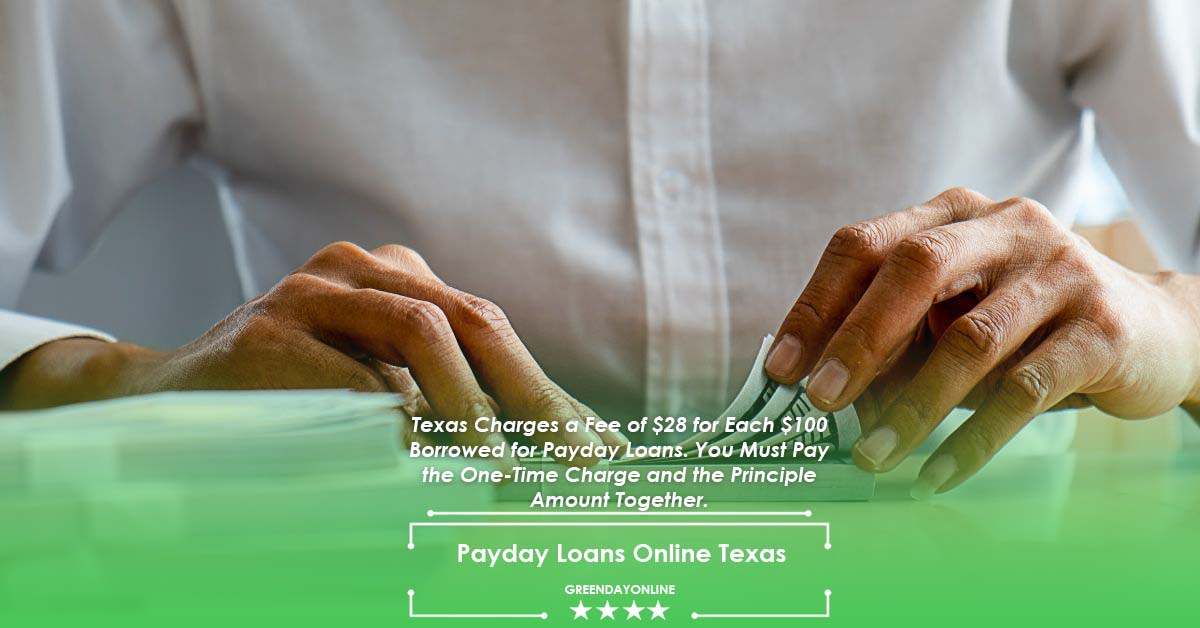 Texas Charges a Fee of $28 for Each $100
Borrowed for Payday Loans. You Must Pay
the One-Time Charge and the Principle
Amount Together.
Payday Loans Online Texas
GREENDAYONLINE